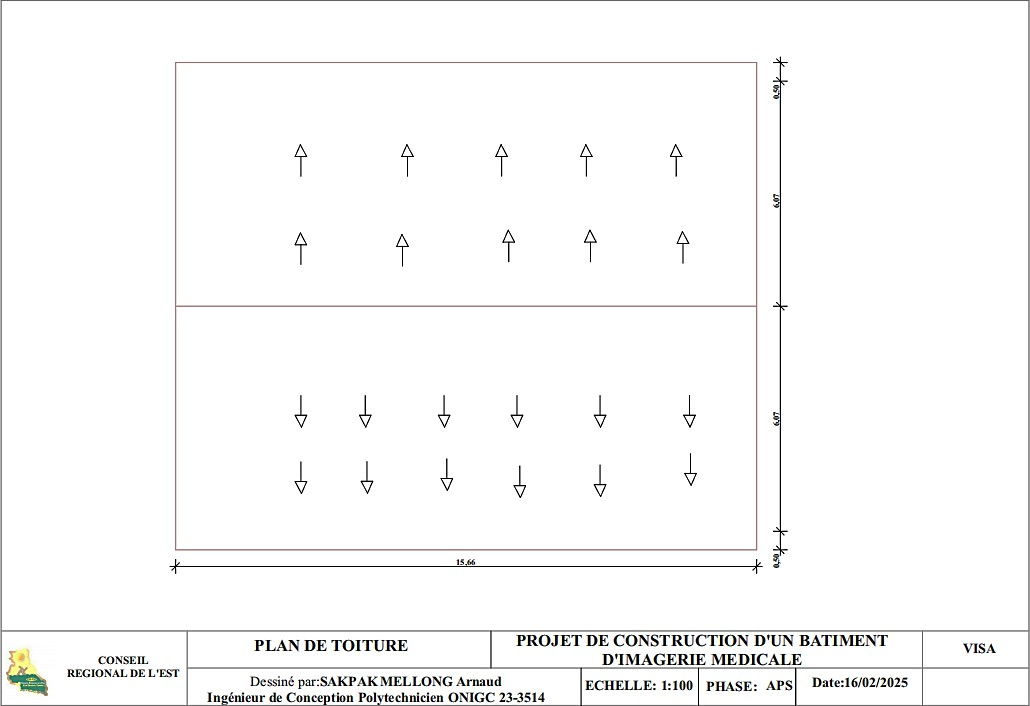 0,50
6,07
6,07
0,50
15,66
CONSEIL
REGIONAL DE L'EST
PLAN DE TOITURE
PROJET DE CONSTRUCTION D'UN BATIMENT
D'IMAGERIE MEDICALE
VISA
Dessiné par:SAKPAK MELLONG Arnaud
Ingénieur de Conception Polytechnicien ONIGC 23-3514
ECHELLE: 1:100
PHASE: APS
Date:16/02/2025